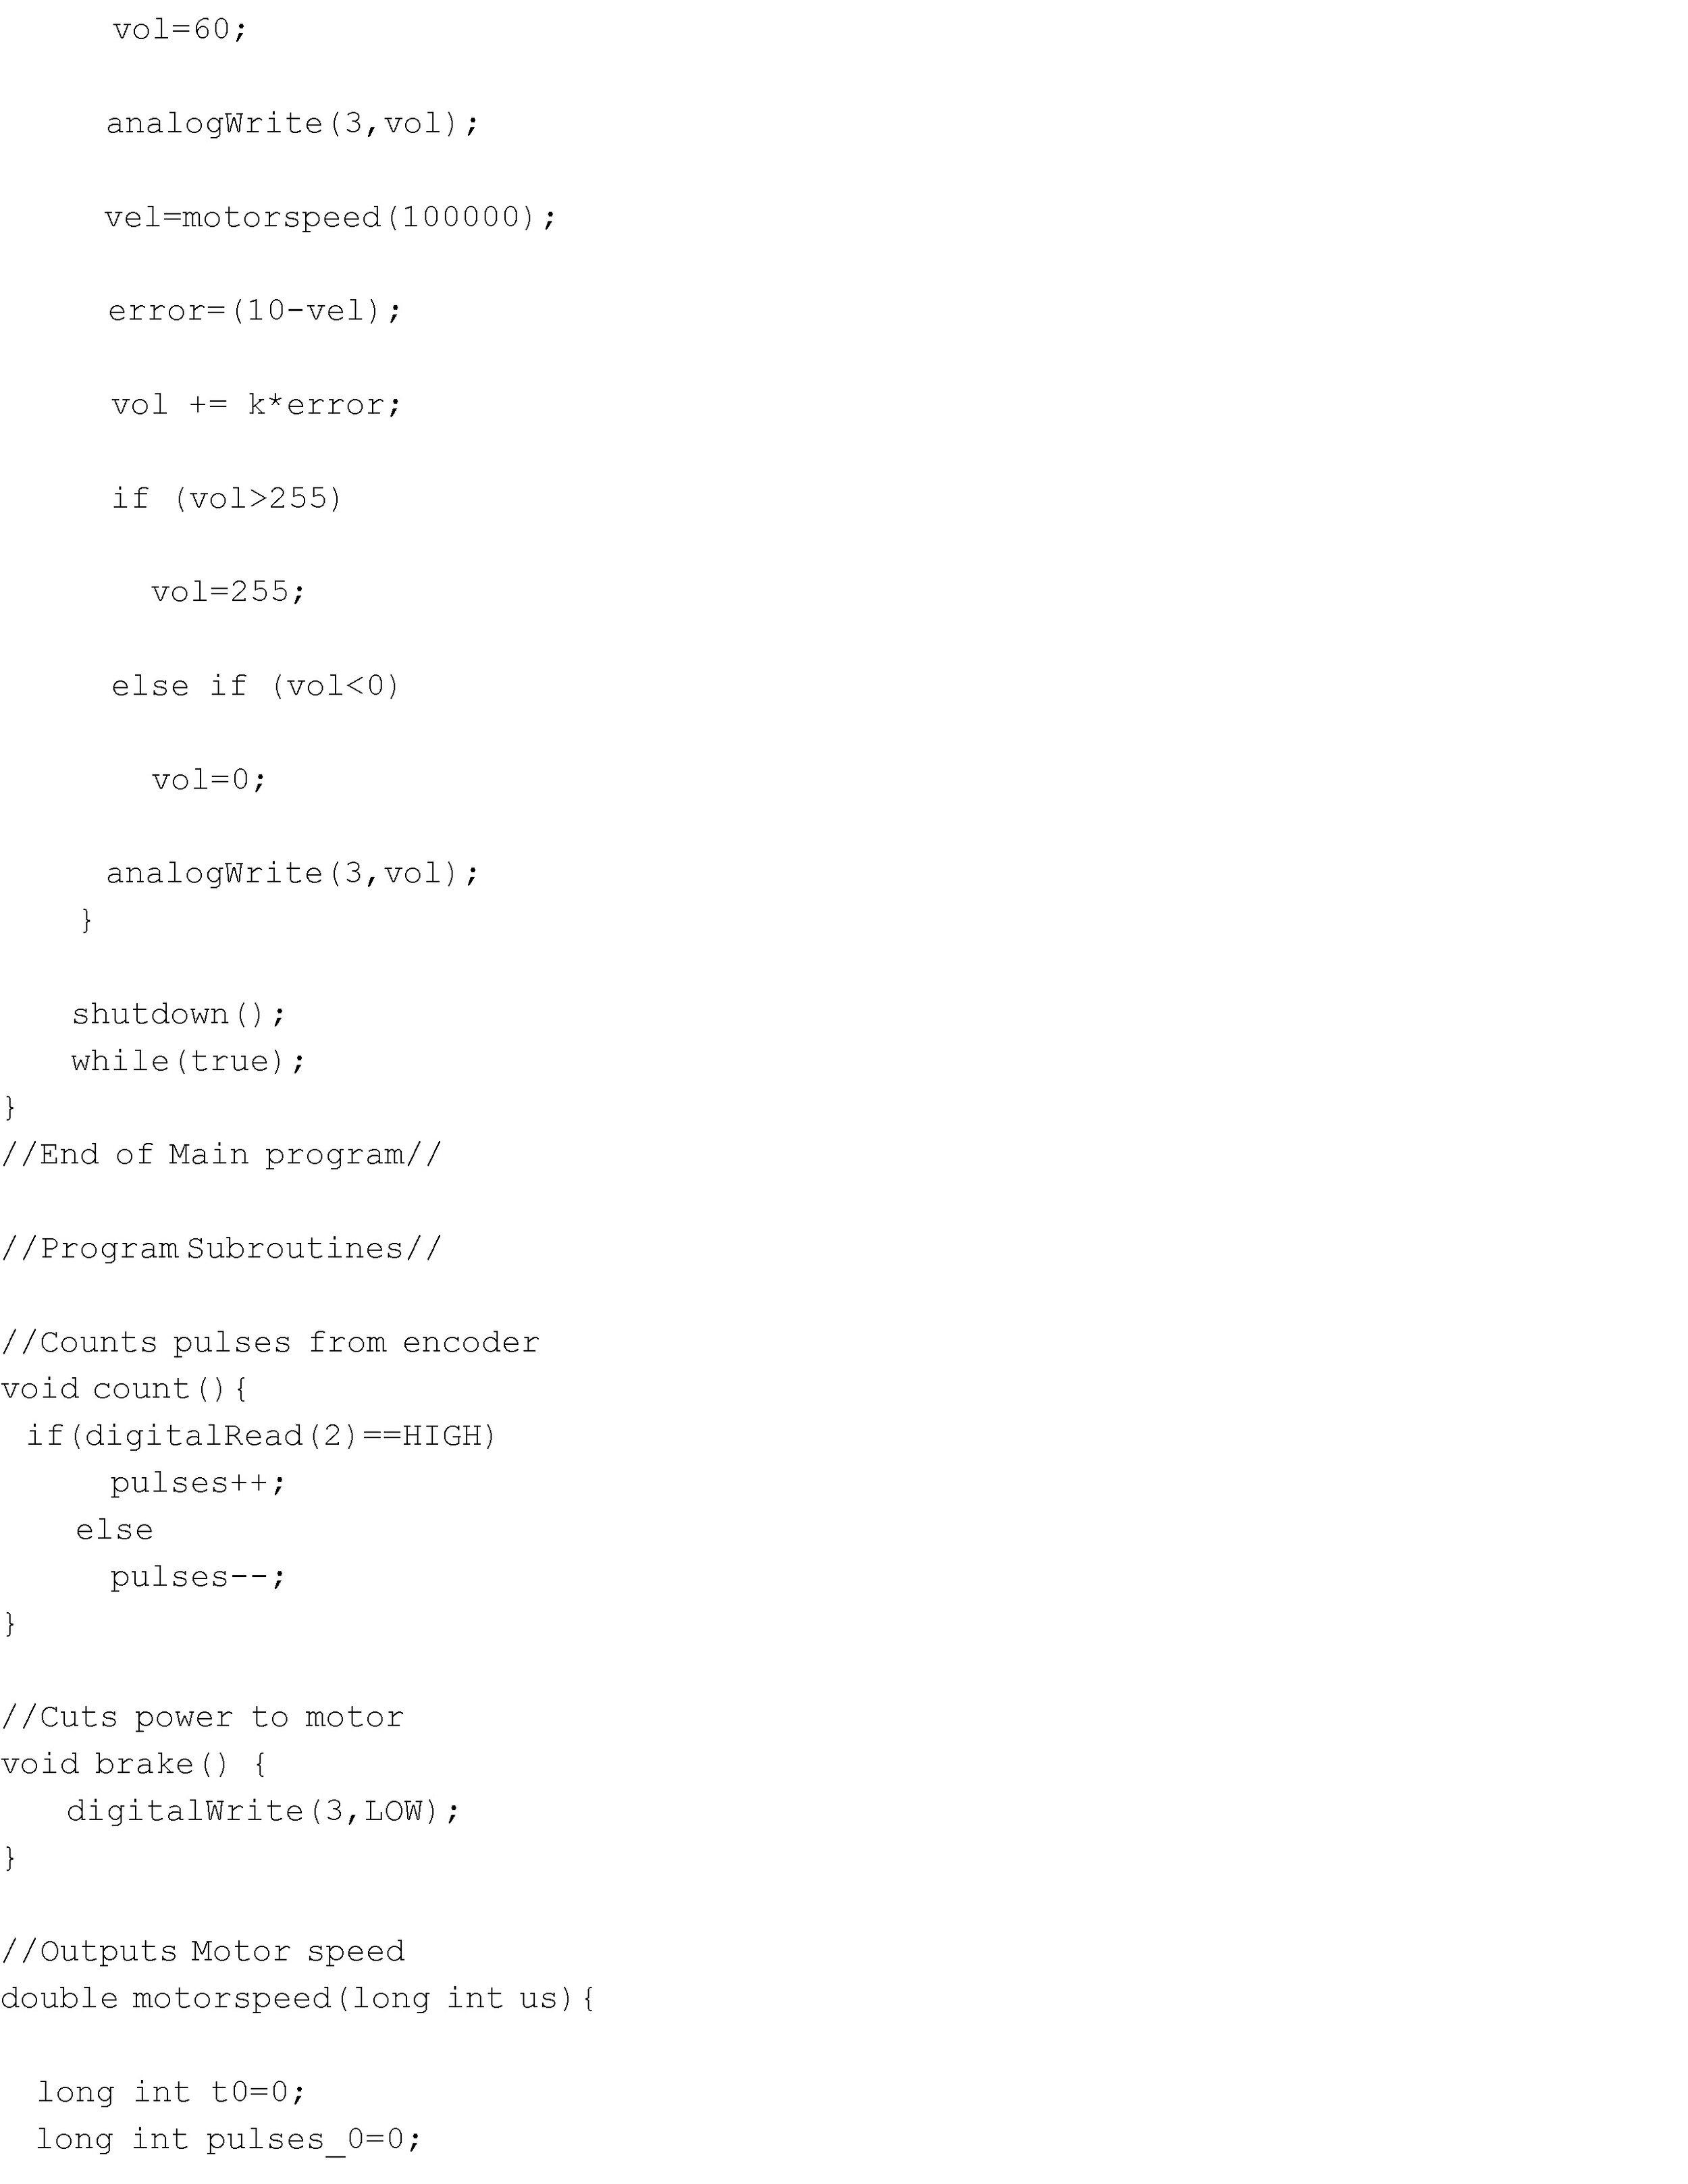 vol=60;
analogWrite(3,vol);
vel=motorspeed(100000);
error=(10-vel);
vol += k*error;
if (vol>255)
vol=255;
else if (vol<0)
vol=0;
analogWrite(3,vol);
}
shutdown();
while(true);
}
//End of Main program//
//Program Subroutines//
//Counts pulses from encoder
void count(){
if(digitalRead(2)==HIGH)
pulses++;
else
pulses--;
}
//Cuts power to motor
void brake() {
digitalWrite(3,LOW);
}
//Outputs Motor speed
double motorspeed(long int us){
long int t0=0;
long int pulses_0=0;